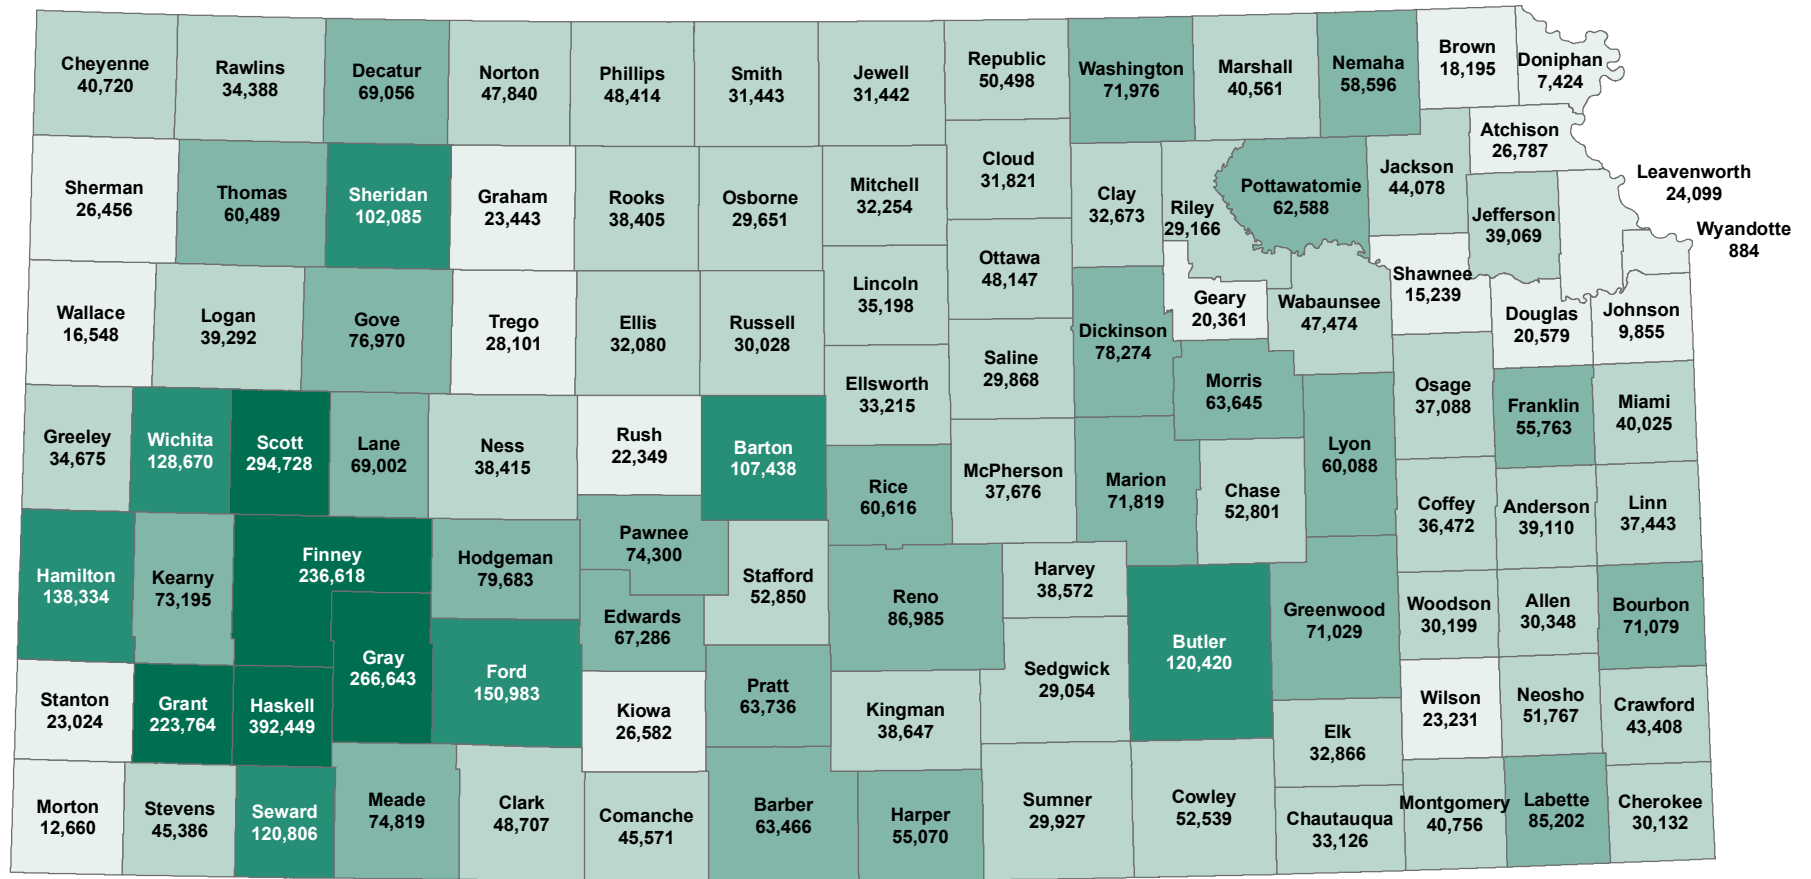 Cheyenne
40,720
Rawlins
34,388
Decatur
69,056
Norton
47,840
Phillips
48,414
Smith
31,443
Jewell
31,442
Republic
50,498
Washington
71,976
Marshall
40,561
Nemaha
58,596
Brown
18,195
Doniphan
7,424
Sherman
26,456
Thomas
60,489
Sheridan
102,085
Graham
23,443
Rooks
38,405
Osborne
29,651
Mitchell
32,254
Cloud
31,821
Clay
32,673
Riley
29,166
Pottawatomie
62,588
Jackson
44,078
Atchison
26,787
Jefferson
39,069
Leavenworth
24,099
Wyandotte
884
Wallace
16,548
Logan
39,292
Gove
76,970
Trego
28,101
Ellis
32,080
Russell
30,028
Lincoln
35,198
Ottawa
48,147
Saline
29,868
Dickinson
78,274
Geary
20,361
Wabaunsee
47,474
Shawnee
15,239
Douglas
20,579
Johnson
9,855
Greeley
34,675
Wichita
128,670
Scott
294,728
Lane
69,002
Ness
38,415
Rush
22,349
Barton
107,438
Ellsworth
33,215
Rice
60,616
McPherson
37,676
Marion
71,819
Morris
63,645
Chase
52,801
Lyon
60,088
Osage
37,088
Franklin
55,763
Miami
40,025
Coffey
36,472
Anderson
39,110
Linn
37,443
Hamilton
138,334
Kearny
73,195
Finney
236,618
Hodgeman
79,683
Pawnee
74,300
Edwards
67,286
Stafford
52,850
Reno
86,985
Harvey
38,572
Sedgwick
29,054
Butler
120,420
Greenwood
71,029
Woodson
30,199
Allen
30,348
Bourbon
71,079
Stanton
23,024
Grant
223,764
Haskell
392,449
Gray
266,643
Ford
150,983
Kiowa
26,582
Pratt
63,736
Kingman
38,647
Elk
32,866
Wilson
23,231
Neosho
51,767
Crawford
43,408
Morton
12,660
Stevens
45,386
Seward
120,806
Meade
74,819
Clark
48,707
Comanche
45,571
Barber
63,466
Harper
55,070
Sumner
29,927
Cowley
52,539
Chautauqua
33,126
Montgomery
40,756
Labette
85,202
Cherokee
30,132